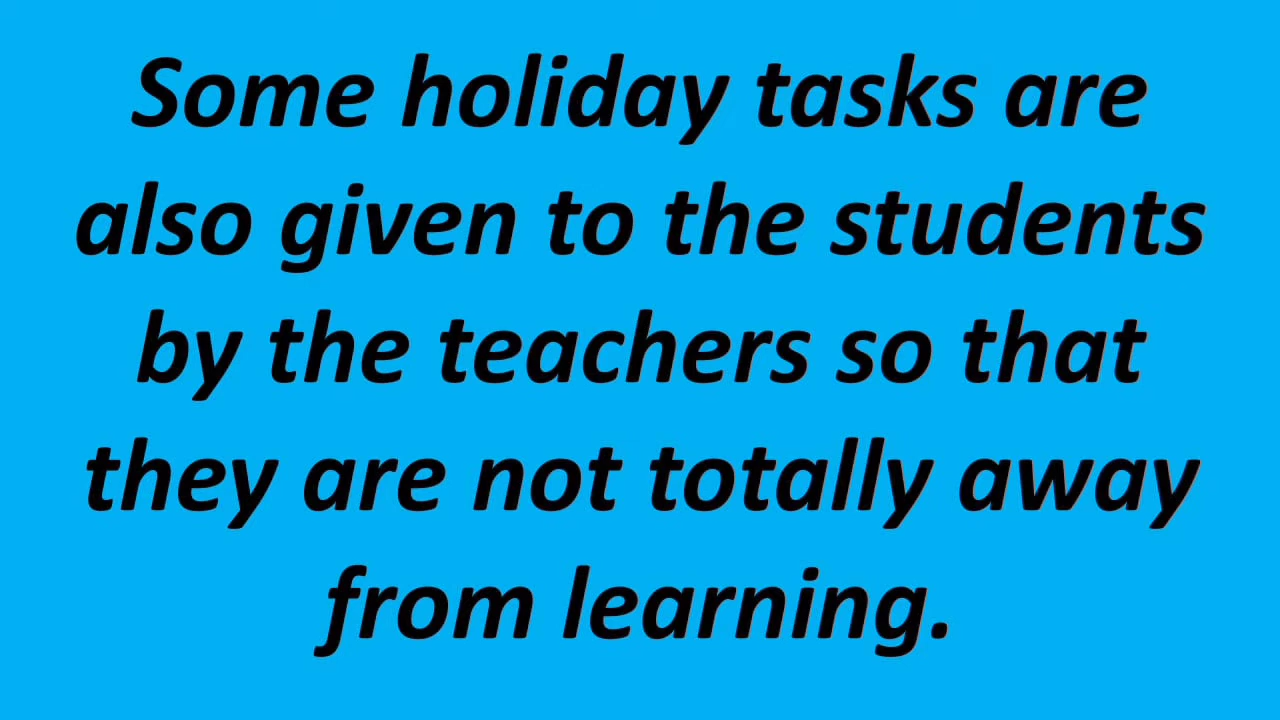 Some holiday tasks are
also given to the students
by the teachers so that
they are not totally away
from learning.